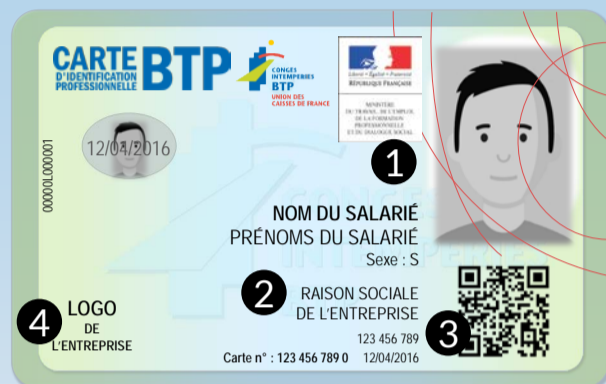 CARTE
D'IDENTIFICATION
PROFESSIONNELLE
BTP
CONGÉS
INTEMPERIES
BTP
UNION DES
CAISSES DE FRANCE
Liberté • Égalité • Fraternité
RÉPUBLIQUE FRANÇAISE
MINISTÈRE
DU TRAVAIL, DE L'EMPLOI,
DE LA FORMATION
PROFESSIONNELLE
ET DU DIALOGUE SOCIAL
1
12/04/2016
00000L000001
NOM DU SALARIÉ
PRÉNOMS DU SALARIÉ
Sexe : S
2
RAISON SOCIALE
DE L'ENTREPRISE
3
123 456 789
Carte n° : 123 456 789 0 12/04/2016
4
LOGO
DE
L'ENTREPRISE